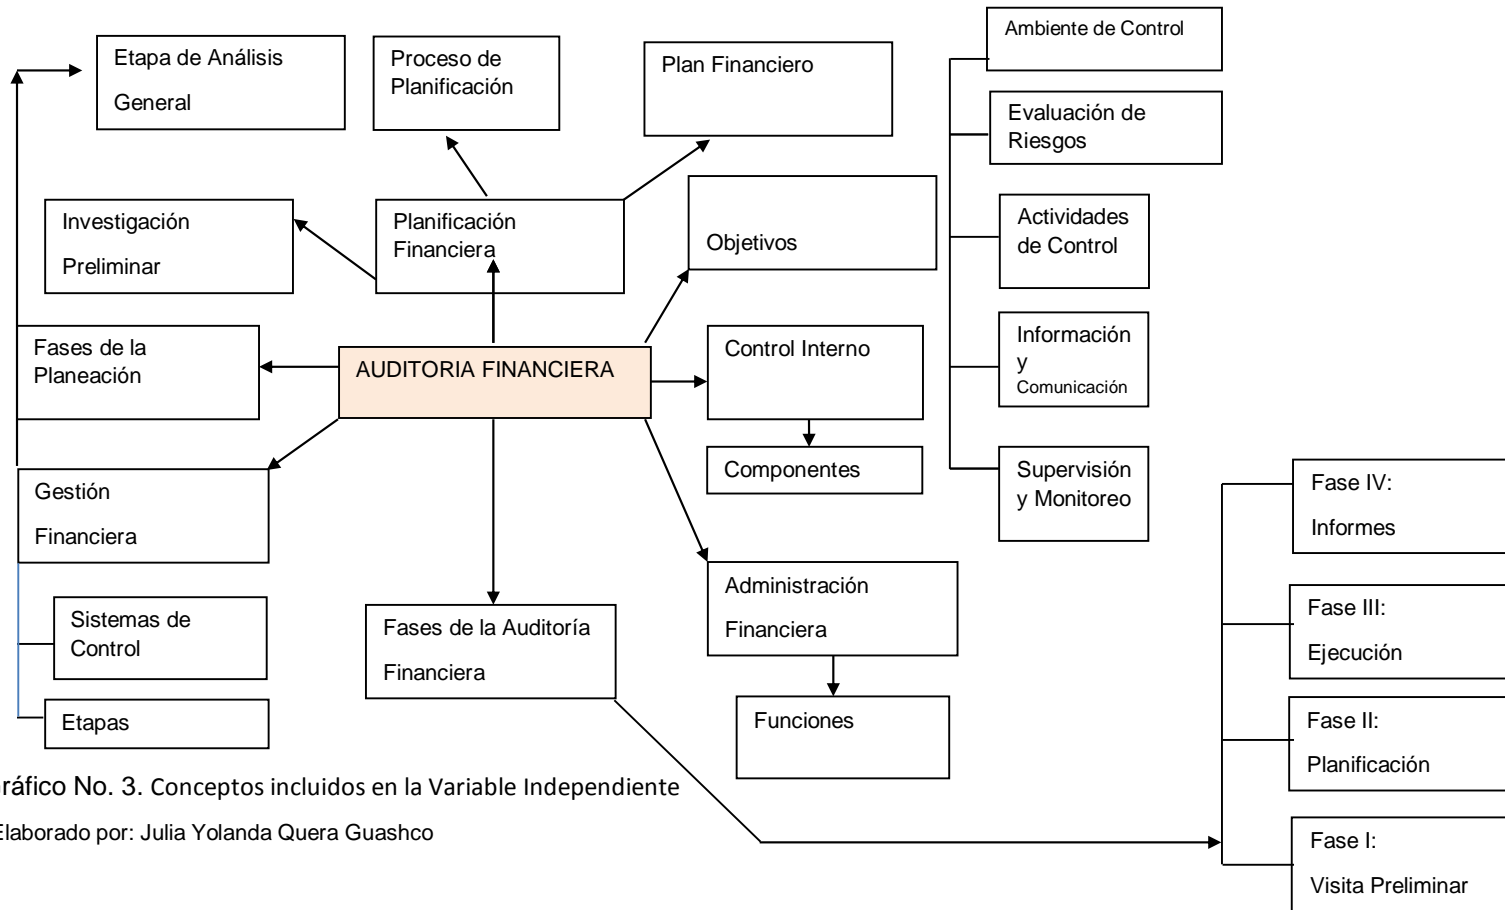 Etapa de Análisis
General
Proceso de
Planificación
Plan Financiero
Ambiente de Control
Evaluación de
Riesgos
Investigación
Preliminar
Planificación
Financiera
Objetivos
Actividades
de Control
Fases de la
Planeación
AUDITORIA FINANCIERA
Control Interno
Información
y
Comunicación
Componentes
Supervisión
y Monitoreo
Gestión
Financiera
Fase IV:
Informes
Sistemas de
Control
Fases de la Auditoría
Financiera
Administración
Financiera
Fase III:
Ejecución
Etapas
Funciones
Fase II:
Planificación
ráfico No. 3. Conceptos incluidos en la Variable Independiente
Elaborado por: Julia Yolanda Quera Guashco
Fase I:
Visita Preliminar